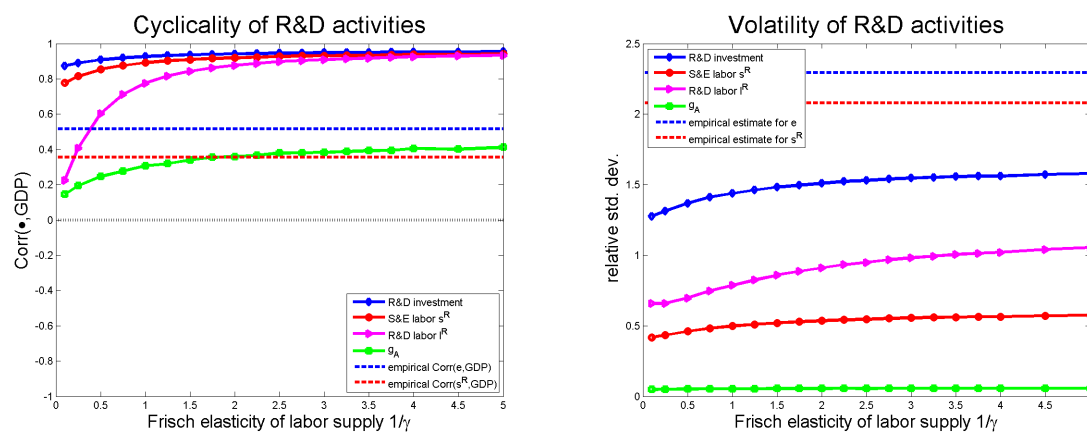 Cyclicality of R&D activities
Corr(●,GDP)
1
0.8
0.6
0.4
0.2
0
-0.2
-0.4
-0.6
-0.8
-1
R&D investment
S&E labor s^R
R&D labor l^R
g_A
empirical Corr(e,GDP)
empirical Corr(s^R,GDP)
0 0.5 1 1.5 2 2.5 3 3.5 4 4.5 5
Frisch elasticity of labor supply 1/γ
Volatility of R&D activities
relative std. dev.
2.5
2
1.5
1
0.5
0
R&D investment
S&E labor s^R
R&D labor l^R
g_A
empirical estimate for e
empirical estimate for s^R
0 0.5 1 1.5 2 2.5 3 3.5 4 4.5
Frisch elasticity of labor supply 1/γ